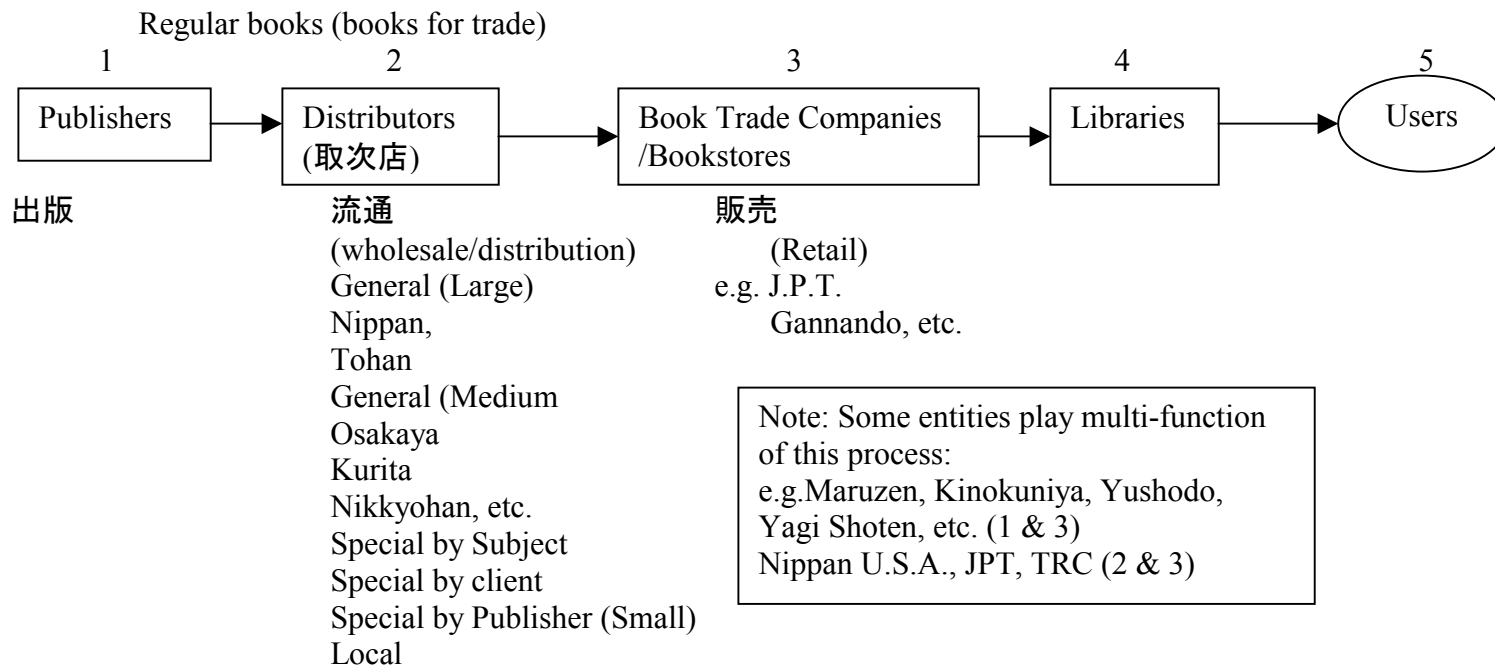 Regular books (books for trade)
1 2 3 4 5
Publishers
Distributors
(取次店)
Book Trade Companies
/Bookstores
Libraries
Users
出版
流通
(wholesale/distribution)
General (Large)
Nippan,
Tohan
General (Medium
Osakaya
Kurita
Nikkyohan, etc.
Special by Subject
Special by client
Special by Publisher (Small)
Local
販売
(Retail)
e.g. J.P.T.
Gannando, etc.
Note: Some entities play multi-function
of this process:
e.g.Maruzen, Kinokuniya, Yushodo,
Yagi Shoten, etc. (1 & 3)
Nippan U.S.A., JPT, TRC (2 & 3)